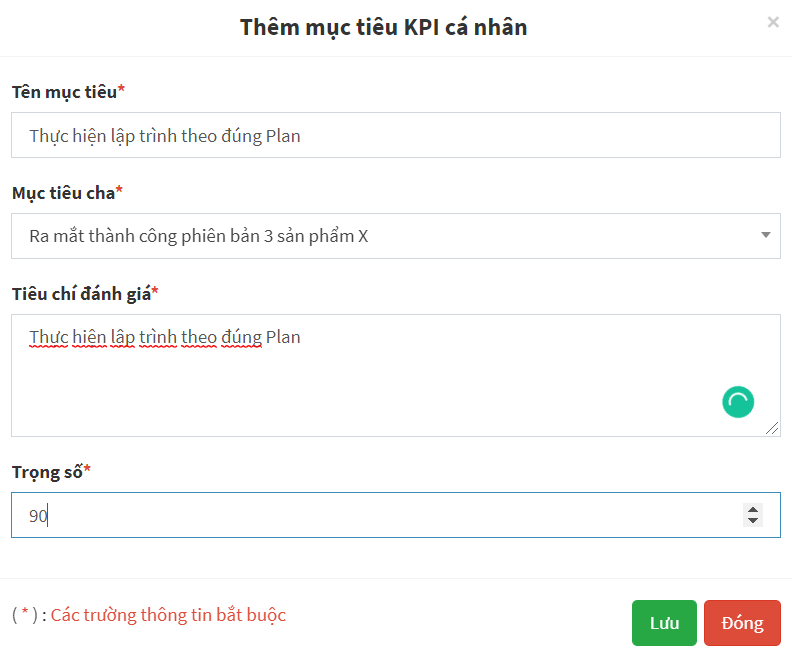 Thêm mục tiêu KPI cá nhân
×
Tên mục tiêu*
Thực hiện lập trình theo đúng Plan
Mục tiêu cha*
Ra mắt thành công phiên bản 3 sản phẩm X
Tiêu chí đánh giá*
Thực hiện lập trình theo đúng Plan
Trọng số*
90
( * ) : Các trường thông tin bắt buộc
Lưu
Đóng